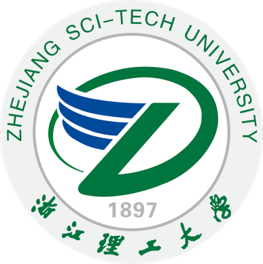 ZHEJIANG SCI-TECH UNIVERSITY
1897
浙江理工大学